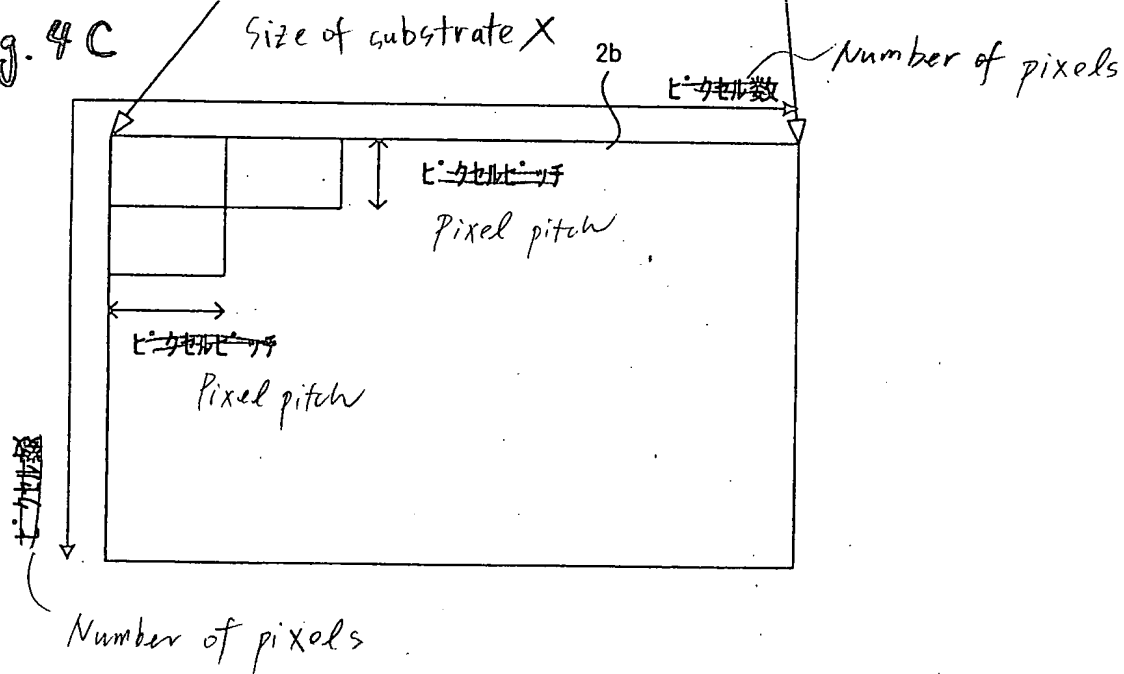 g. 4C
Size of substrate X
2b
Number of pixels
ピクセル数
ピクセルピッチ
Pixel pitch
ピクセルピッチ
Pixel pitch
ピクセル数
Number of pixels